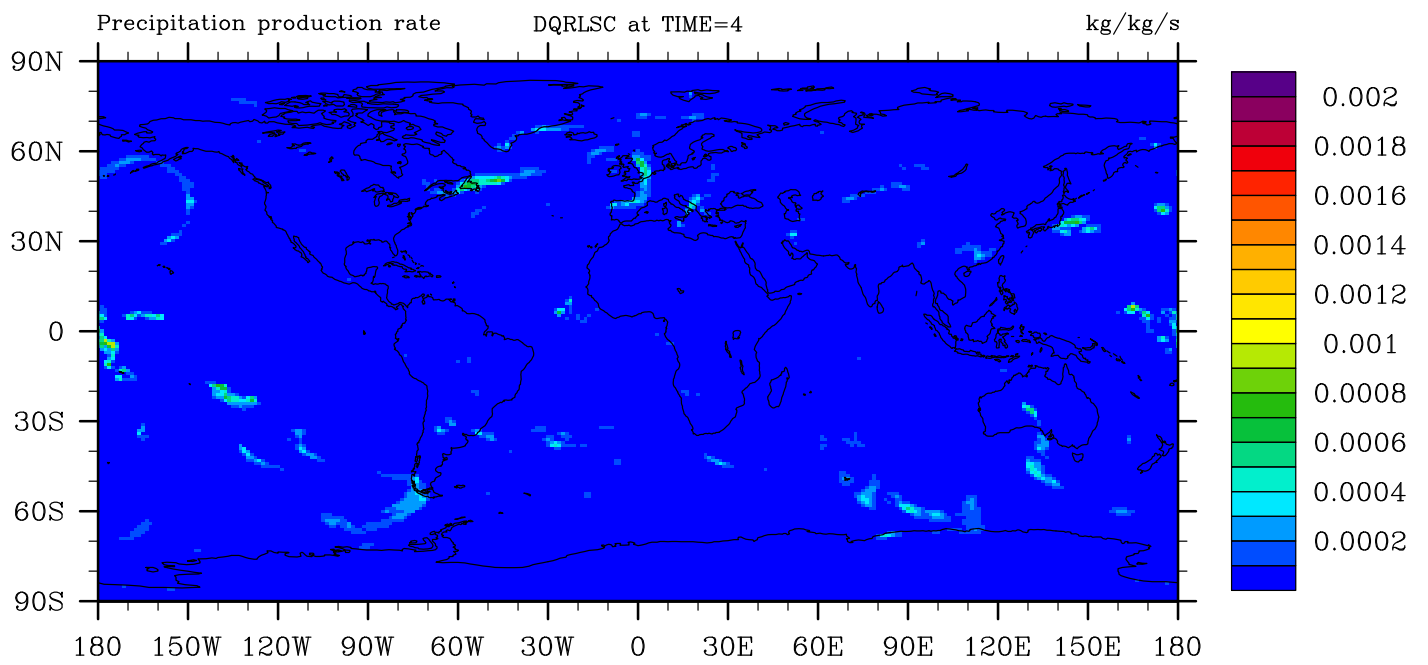 Precipitation production rate DQRLSC at TIME=4 kg/kg/s
90N
60N
30N
0
30S
60S
90S
180 150W 120W 90W 60W 30W 0 30E 60E 90E 120E 150E 180
0.002
0.0018
0.0016
0.0014
0.0012
0.001
0.0008
0.0006
0.0004
0.0002